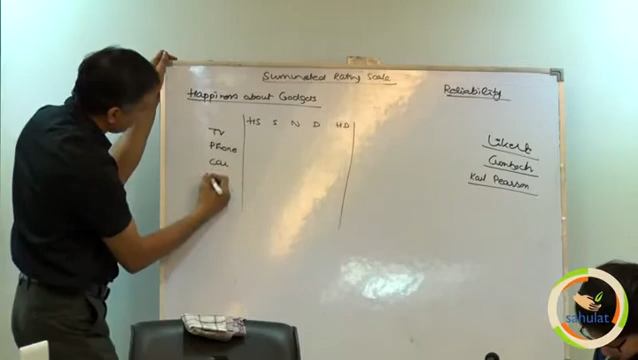 Summated Rating Scale
Happiness about Gadgets
Reliability
HS S N D HD
TV
Phone
Car
Likert
Cronbach
Karl Pearson
sahulat